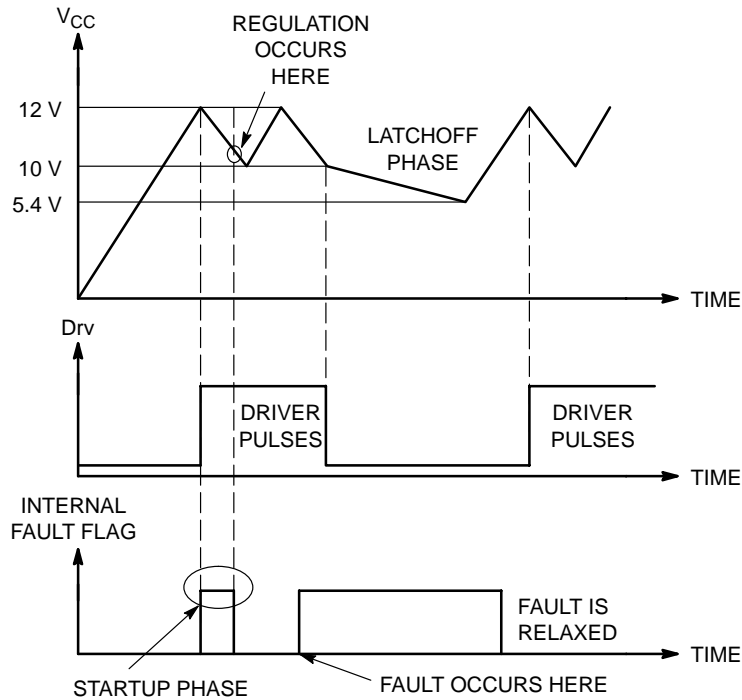 VCC
REGULATION
OCCURS
HERE
12 V
LATCHOFF
PHASE
10 V
5.4 V
TIME
Drv
DRIVER
PULSES
DRIVER
PULSES
TIME
INTERNAL
FAULT FLAG
FAULT IS
RELAXED
TIME
STARTUP PHASE
FAULT OCCURS HERE